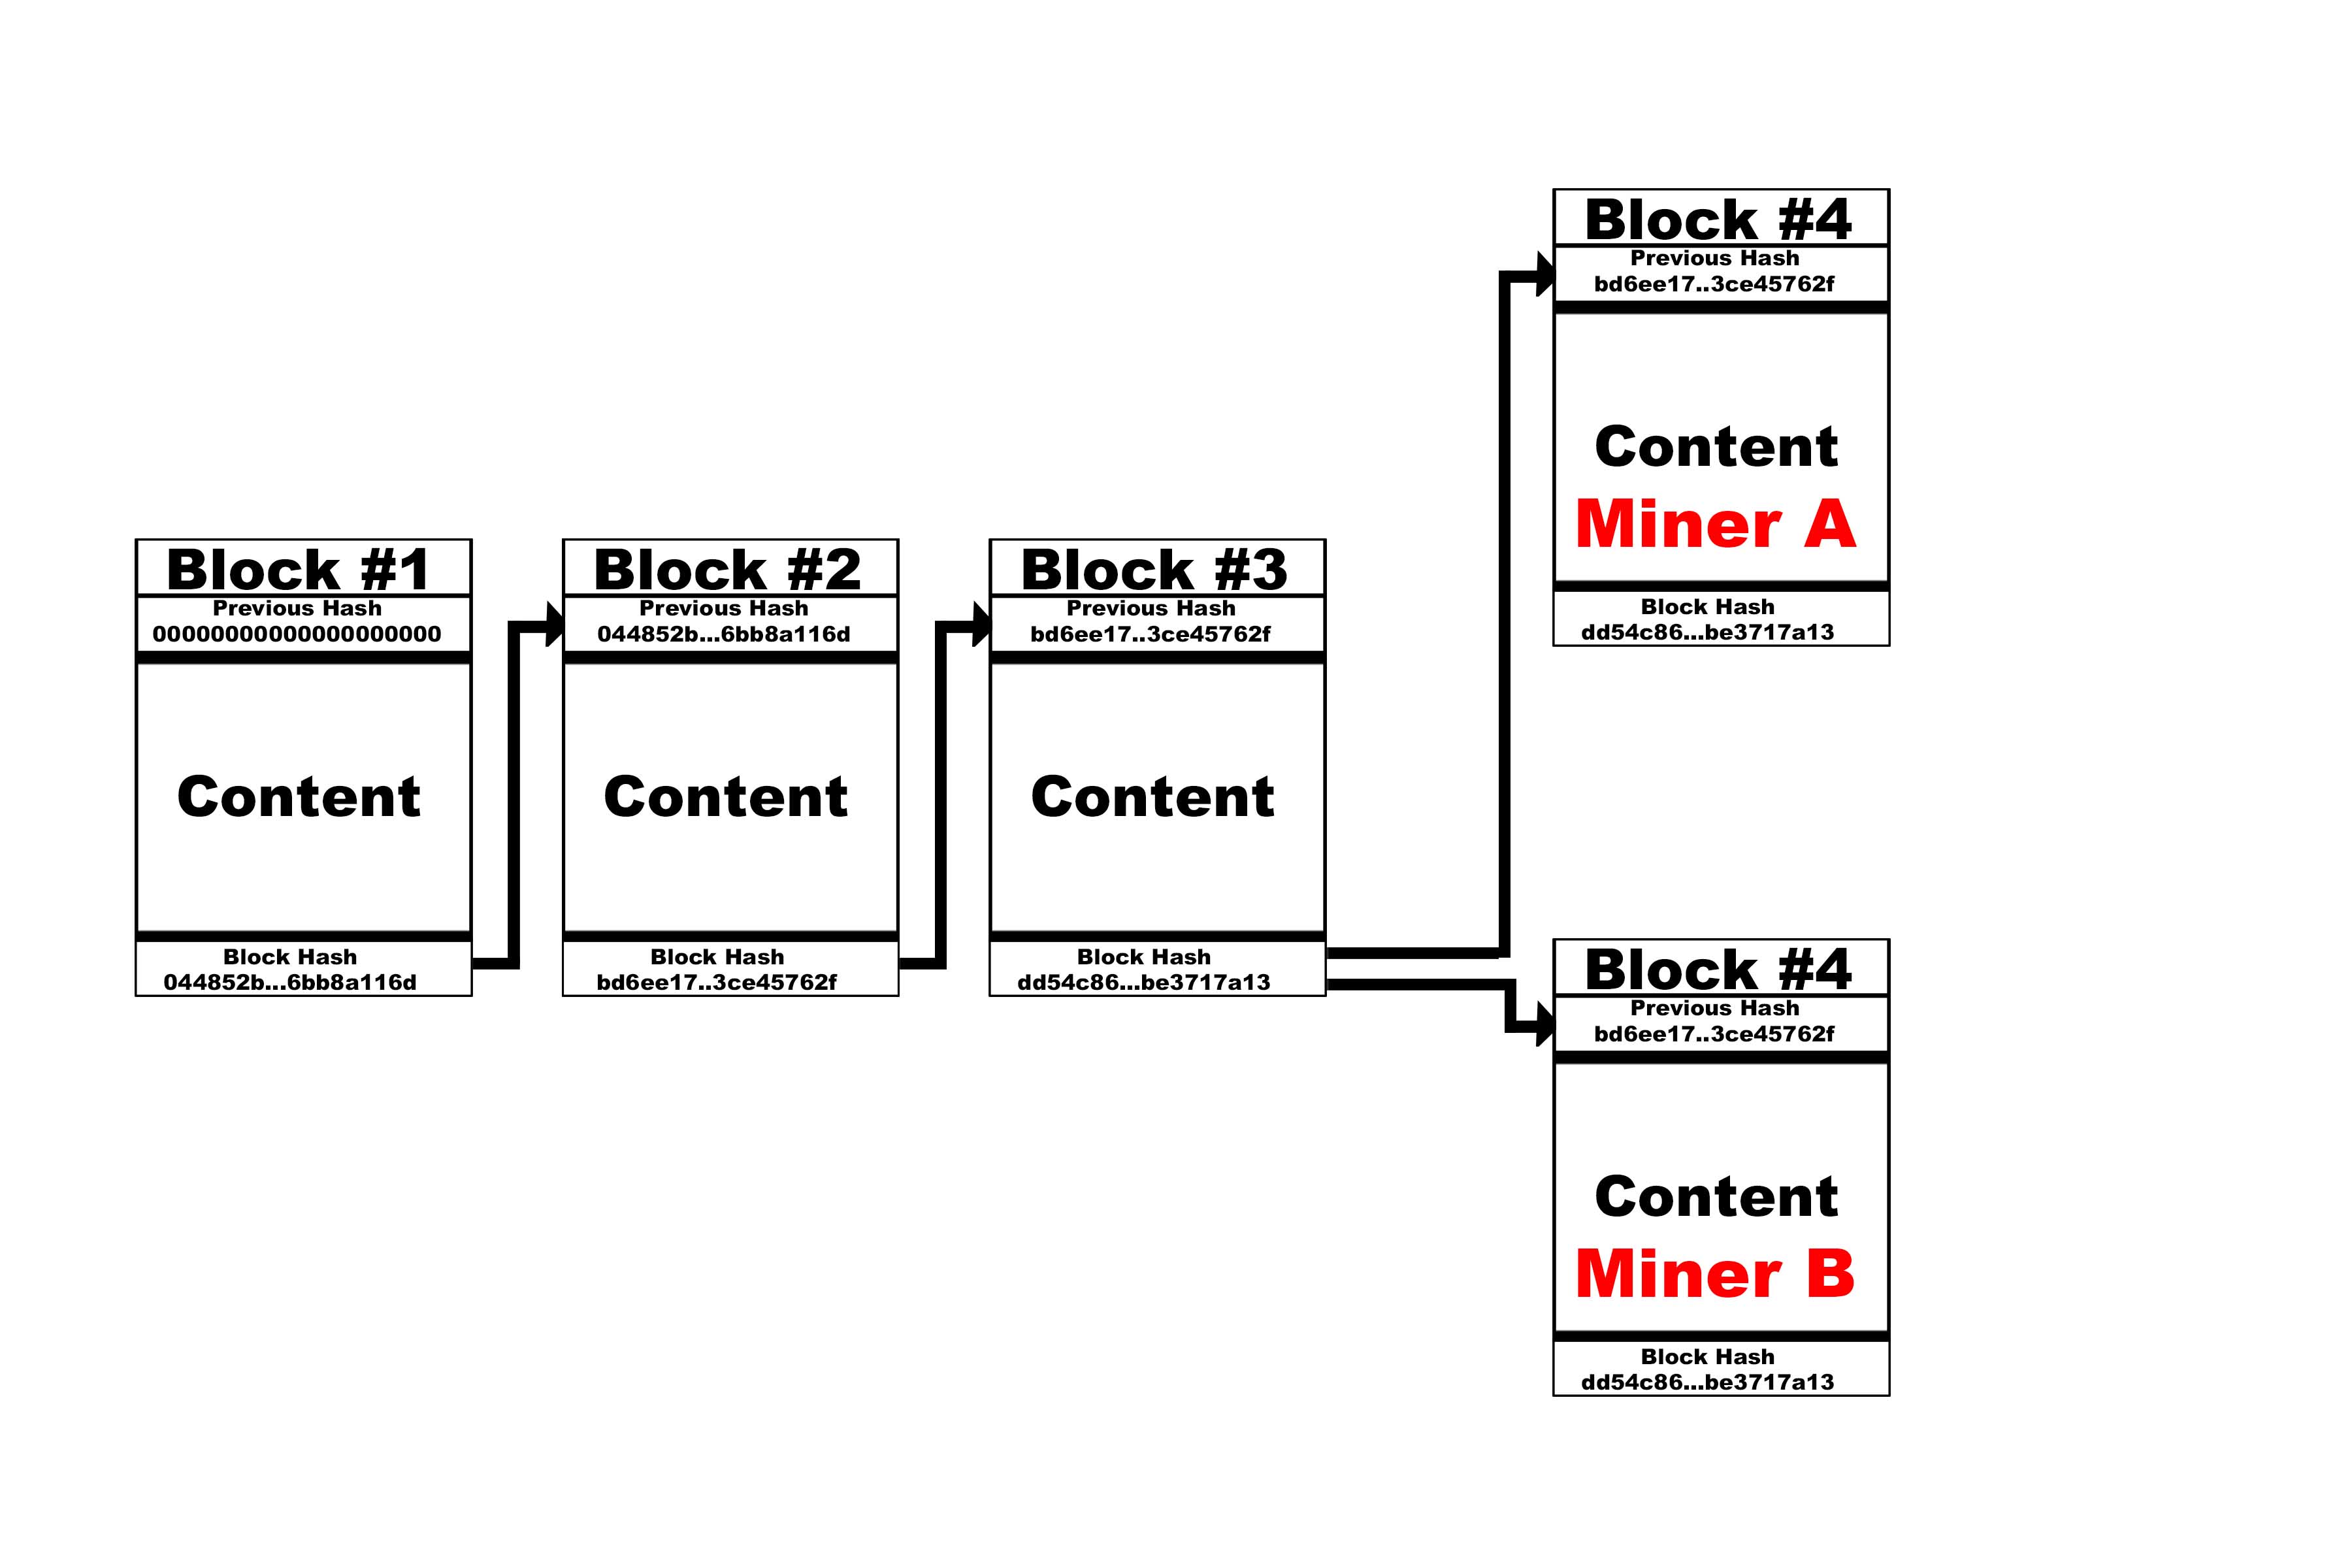 Block #1
Previous Hash
00000000000000000000
Content
Block Hash
044852b...6bb8a116d
Block #2
Previous Hash
044852b...6bb8a116d
Content
Block Hash
bd6ee17..3ce45762f
Block #3
Previous Hash
bd6ee17..3ce45762f
Content
Block Hash
dd54c86...be3717a13
Block #4
Previous Hash
bd6ee17..3ce45762f
Content
Miner A
Block Hash
dd54c86...be3717a13
Block #4
Previous Hash
bd6ee17..3ce45762f
Content
Miner B
Block Hash
dd54c86...be3717a13